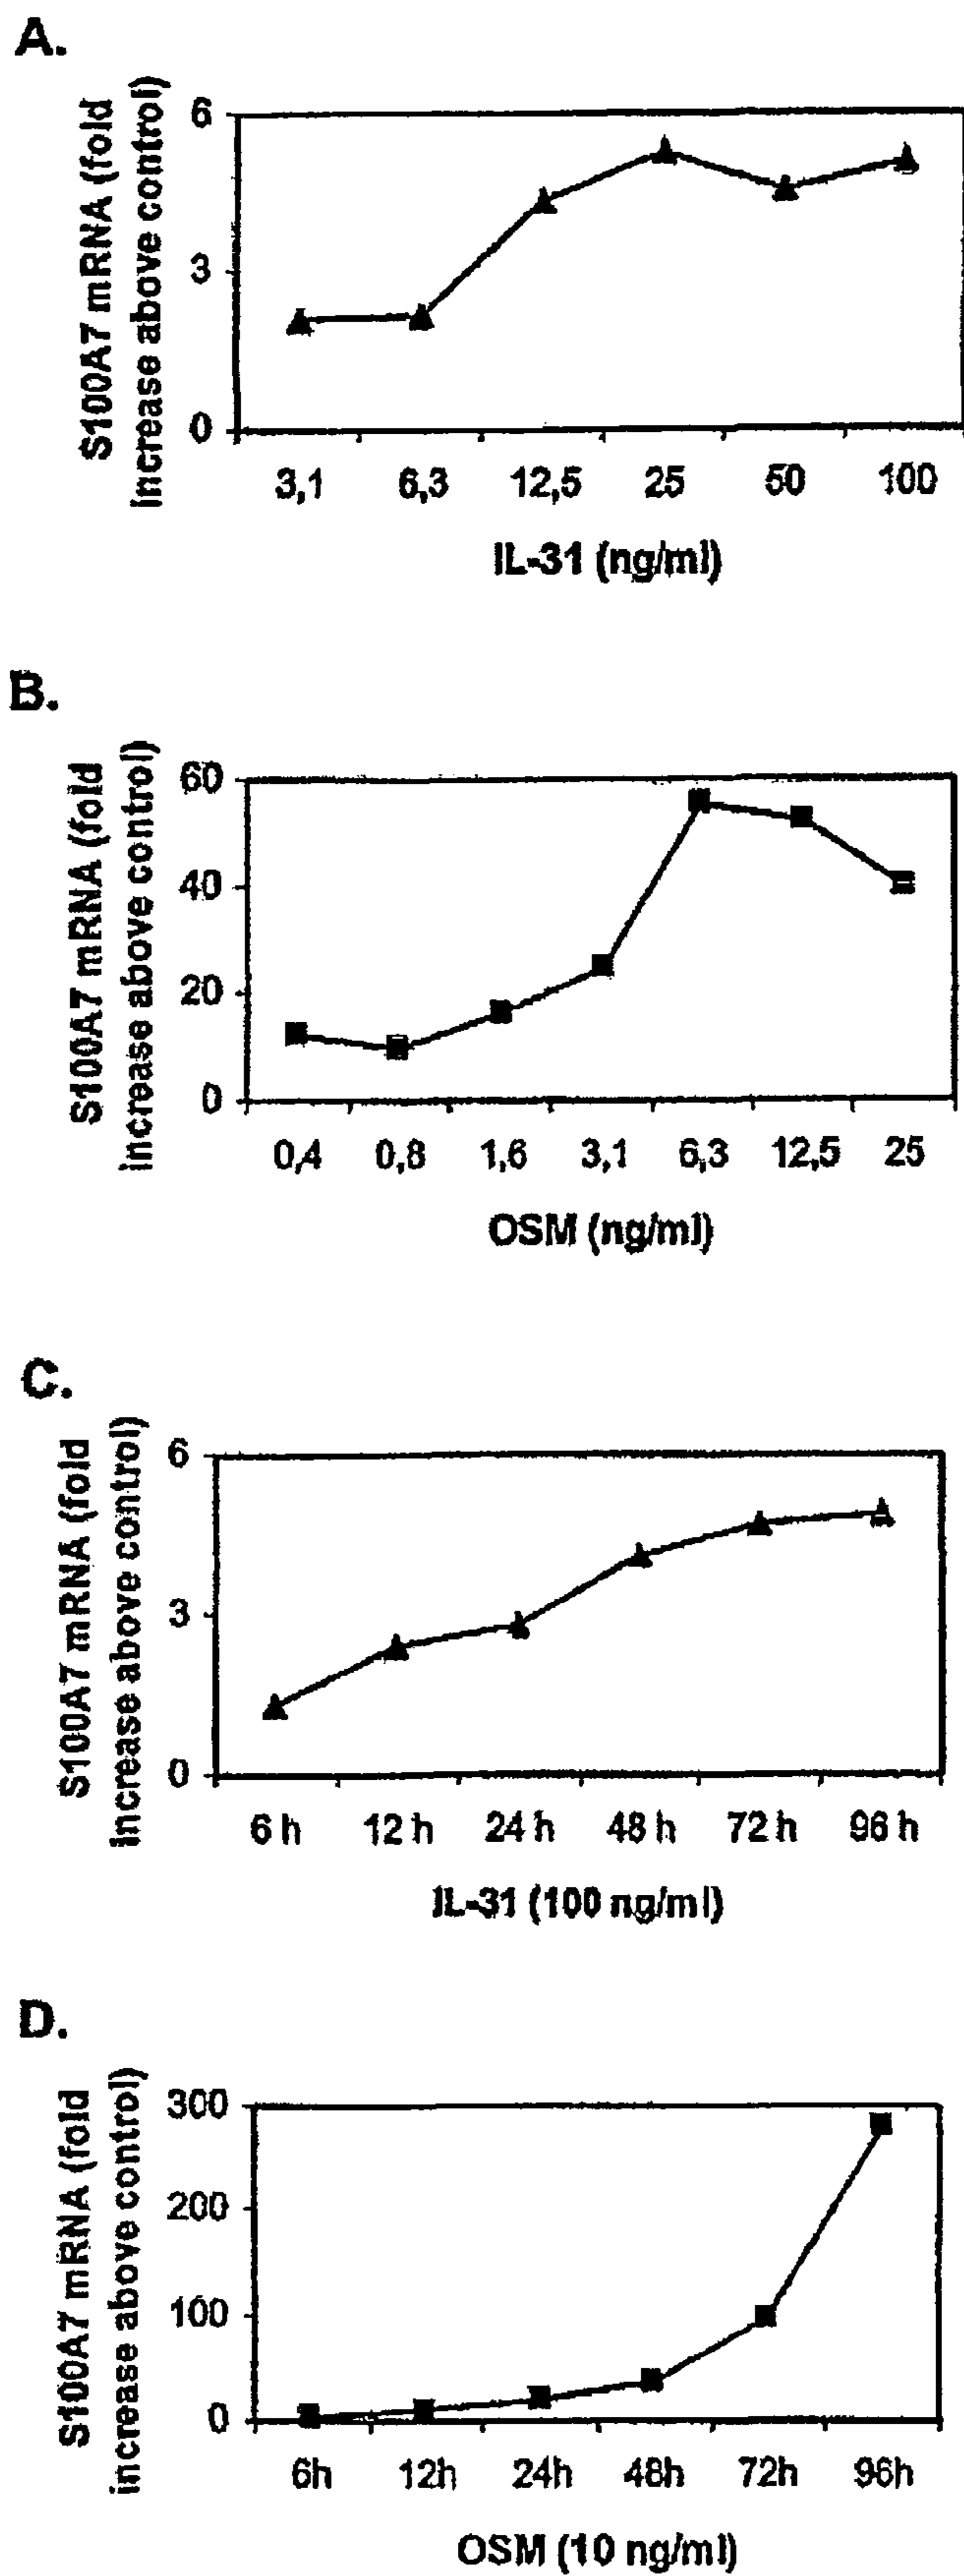 A.
S100A7 mRNA (fold
increase above control)
6
3
0
3,1 6,3 12,5 25 50 100
IL-31 (ng/ml)
B.
S100A7 mRNA (fold
increase above control)
60
40
20
0
0,4 0,8 1,6 3,1 6,3 12,5 25
OSM (ng/ml)
C.
S100A7 mRNA (fold
increase above control)
6
3
0
6 h 12 h 24 h 48 h 72 h 96 h
IL-31 (100 ng/ml)
D.
S100A7 mRNA (fold
increase above control)
300
200
100
0
6h 12h 24h 48h 72h 96h
OSM (10 ng/ml)